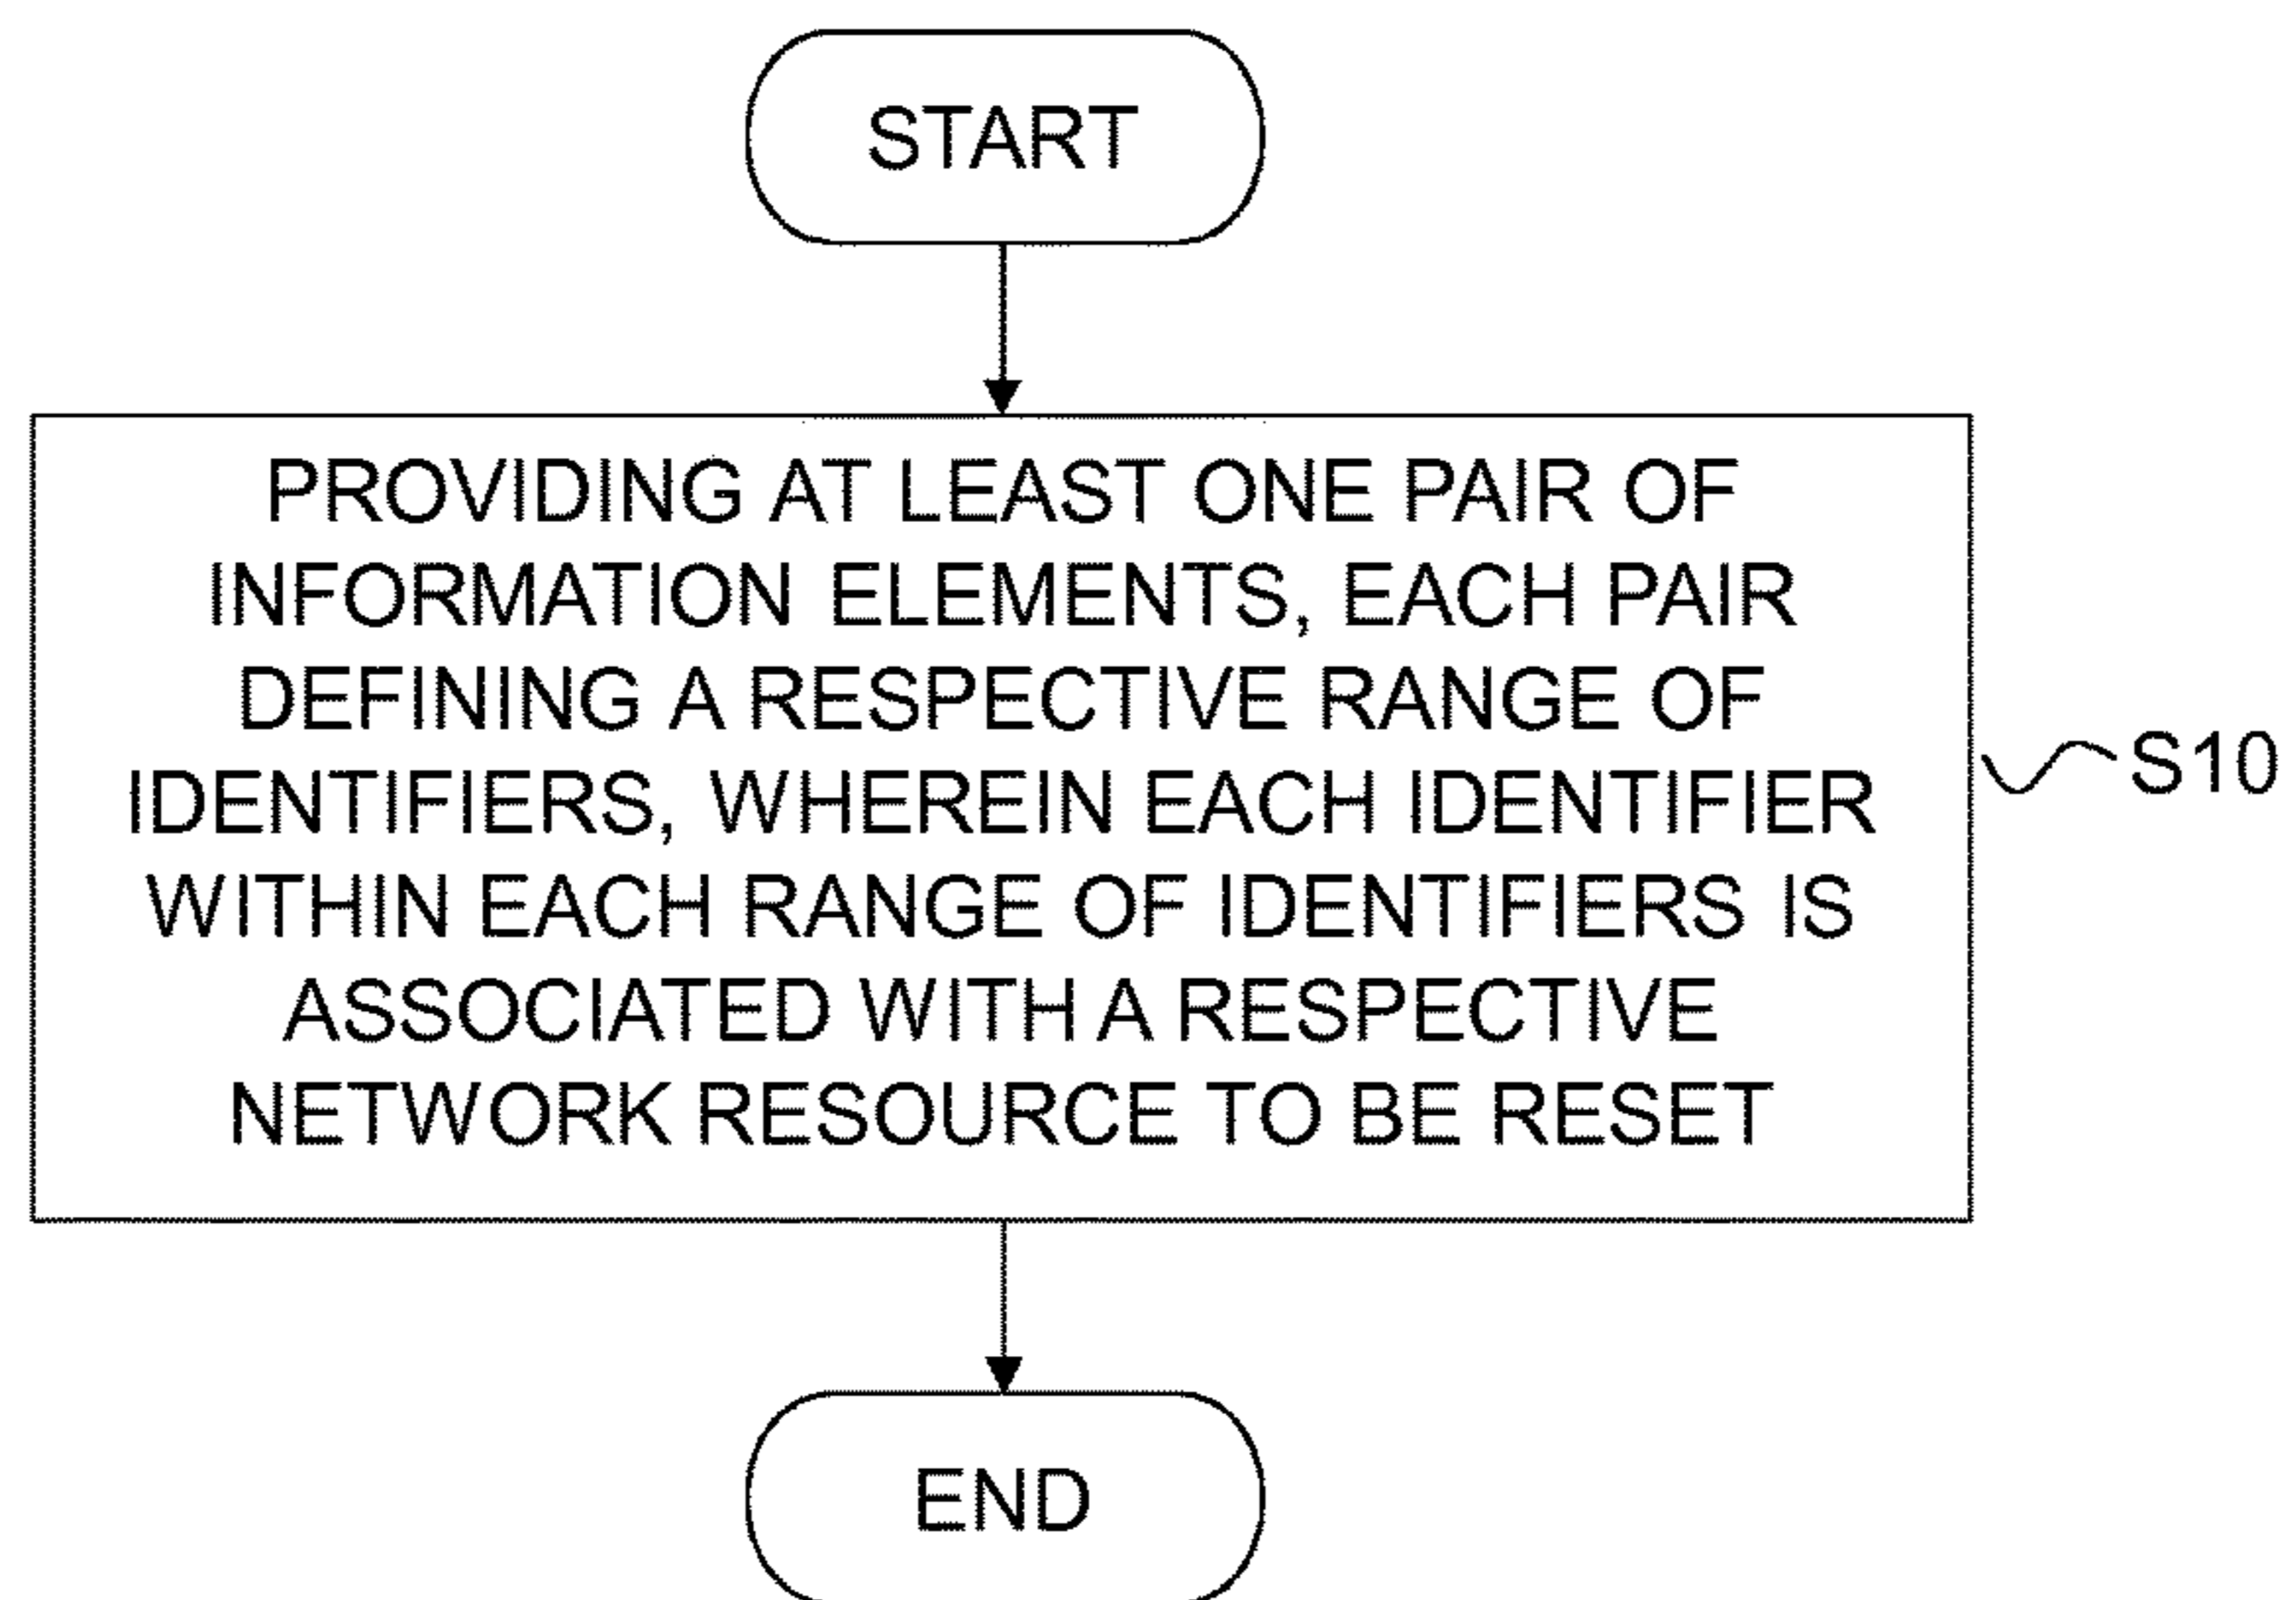 START
PROVIDING AT LEAST ONE PAIR OF
INFORMATION ELEMENTS, EACH PAIR
DEFINING A RESPECTIVE RANGE OF
IDENTIFIERS, WHEREIN EACH IDENTIFIER
WITHIN EACH RANGE OF IDENTIFIERS IS
ASSOCIATED WITH A RESPECTIVE
NETWORK RESOURCE TO BE RESET
S10
END